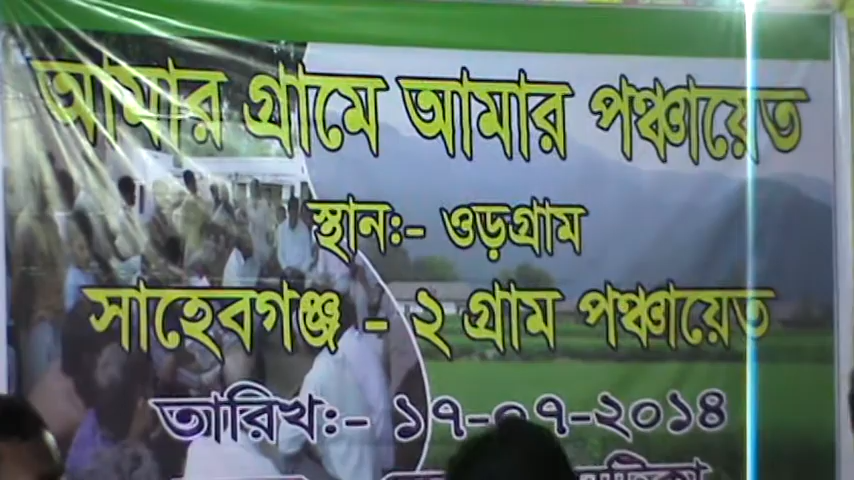 আমার গ্রামে আমার পঞ্চায়েত
স্থান:- ওড়গ্রাম
সাহেবগঞ্জ - ২ গ্রাম পঞ্চায়েত
তারিখ:- ১৭-০৭-২০১৪